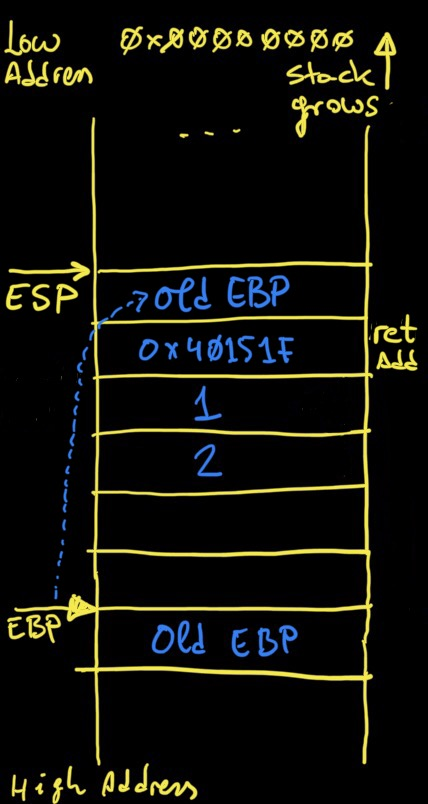 Low
Address
0x00000000
Stack
grows
...
ESP
Old EBP
0x40151F
ret
Add
1
2
EBP
Old EBP
High Address